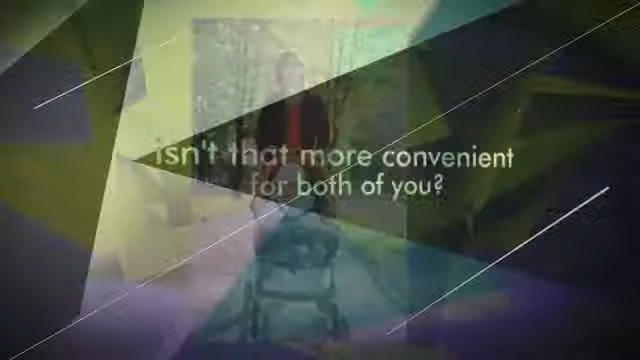 isn't that more convenient
for both of you?